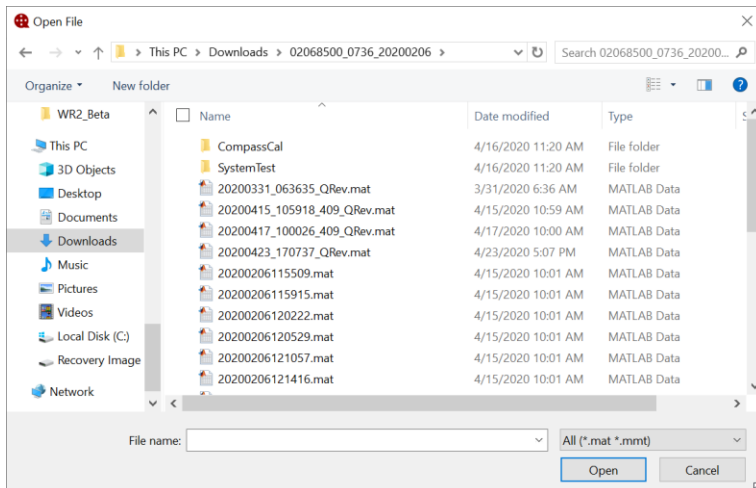 Open File
This PC > Downloads > 02068500_0736_20200206 >
Search 02068500_0736_20200...
Organize
New folder
WR2_Beta
This PC
3D Objects
Desktop
Documents
Downloads
Music
Pictures
Videos
Local Disk (C:)
Recovery Image
Network
Name Date modified Type
CompassCal 4/16/2020 11:20 AM File folder
SystemTest 4/16/2020 11:20 AM File folder
20200331_063635_QRev.mat 3/31/2020 6:36 AM MATLAB Data
20200415_105918_409_QRev.mat 4/15/2020 10:59 AM MATLAB Data
20200417_100026_409_QRev.mat 4/17/2020 10:00 AM MATLAB Data
20200423_170737_QRev.mat 4/23/2020 5:07 PM MATLAB Data
20200206115509.mat 4/15/2020 10:01 AM MATLAB Data
20200206115915.mat 4/15/2020 10:01 AM MATLAB Data
20200206120222.mat 4/15/2020 10:01 AM MATLAB Data
20200206120529.mat 4/15/2020 10:01 AM MATLAB Data
20200206121057.mat 4/15/2020 10:01 AM MATLAB Data
20200206121416.mat 4/15/2020 10:01 AM MATLAB Data
File name:
All (*.mat *.mmt)
Open
Cancel